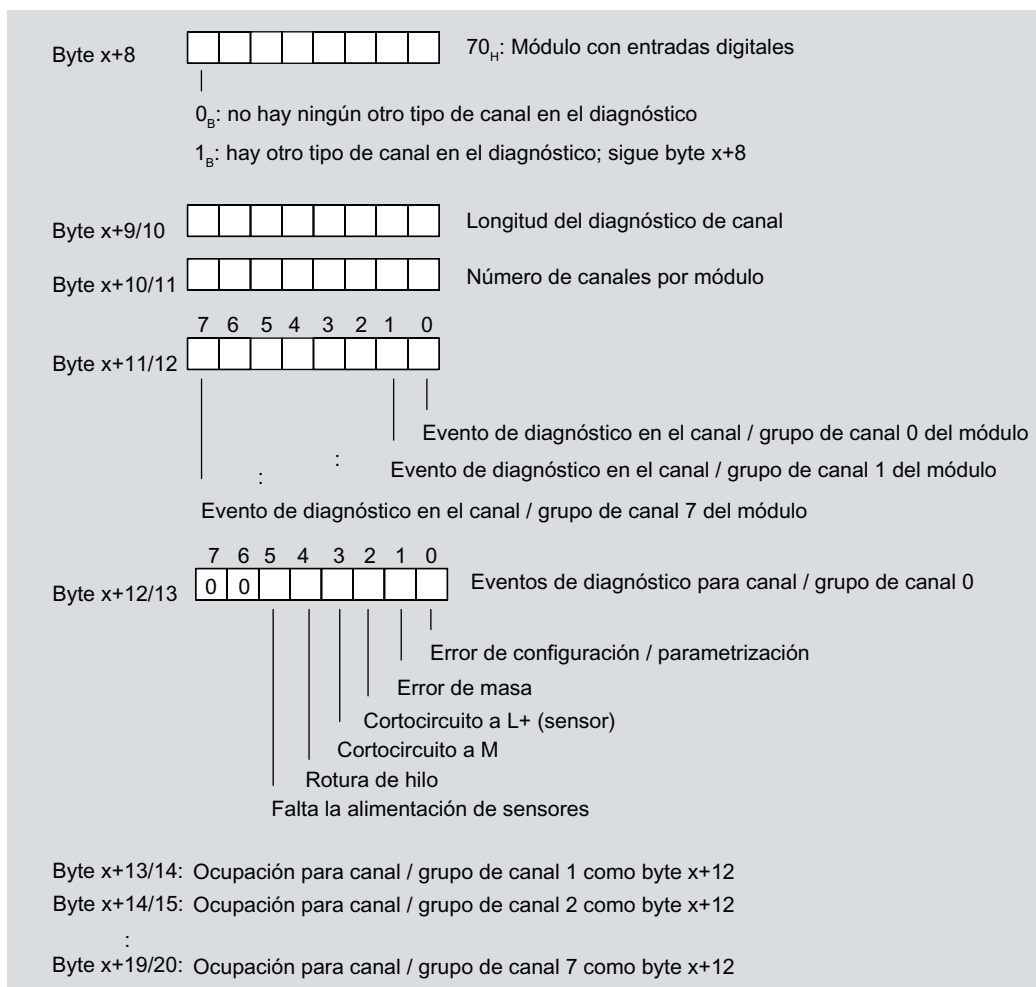 Byte x+8 70H: Módulo con entradas digitales
0B: no hay ningún otro tipo de canal en el diagnóstico
1B: hay otro tipo de canal en el diagnóstico; sigue byte x+8
Byte x+9/10 Longitud del diagnóstico de canal
Byte x+10/11 Número de canales por módulo
7 6 5 4 3 2 1 0
Byte x+11/12
Evento de diagnóstico en el canal / grupo de canal 0 del módulo
: : Evento de diagnóstico en el canal / grupo de canal 1 del módulo
Evento de diagnóstico en el canal / grupo de canal 7 del módulo
7 6 5 4 3 2 1 0
Byte x+12/13 0 0 Eventos de diagnóstico para canal / grupo de canal 0
Error de configuración / parametrización
Error de masa
Cortocircuito a L+ (sensor)
Cortocircuito a M
Rotura de hilo
Falta la alimentación de sensores
Byte x+13/14: Ocupación para canal / grupo de canal 1 como byte x+12
Byte x+14/15: Ocupación para canal / grupo de canal 2 como byte x+12
:
Byte x+19/20: Ocupación para canal / grupo de canal 7 como byte x+12